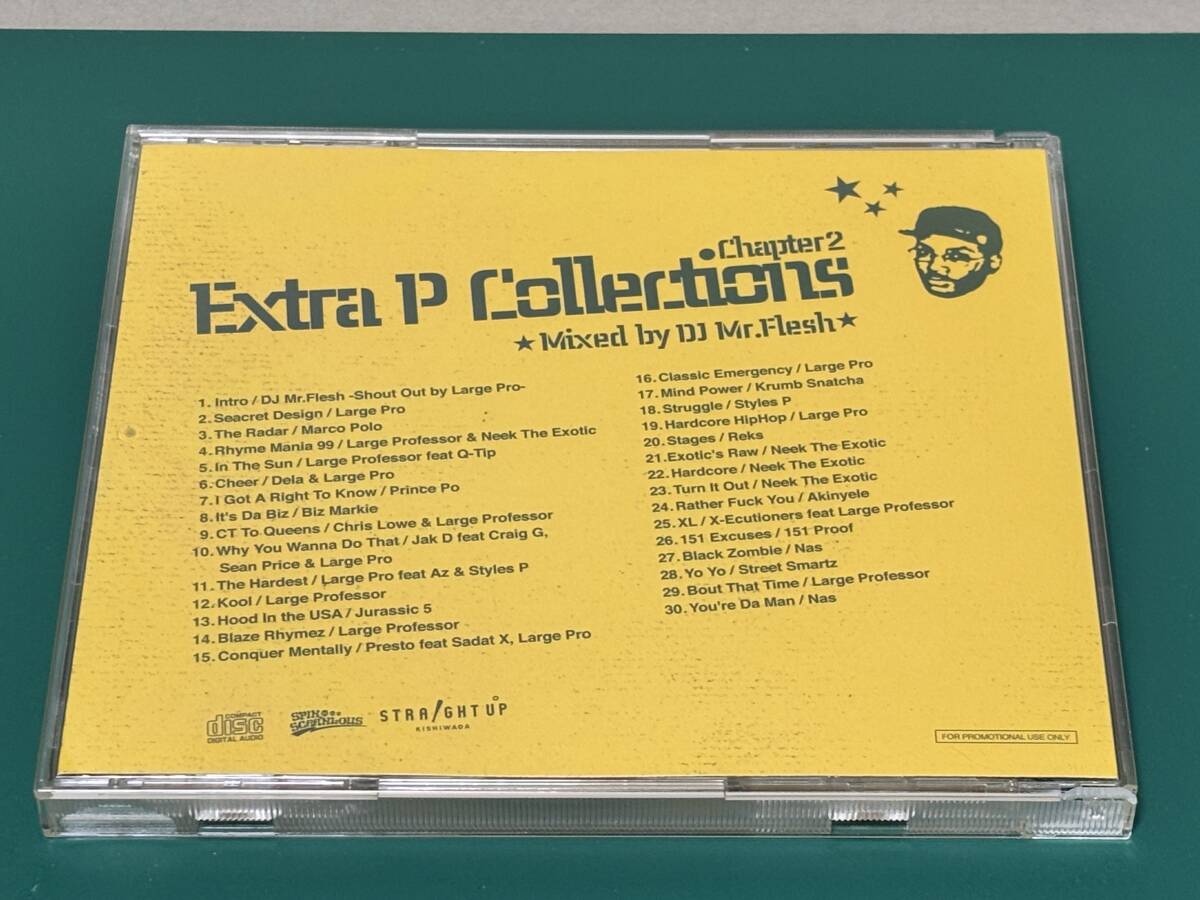 Chapter 2
Extra P Collections
★Mixed by DJ Mr.Flesh★
1. Intro / DJ Mr.Flesh -Shout Out by Large Pro-
2. Seacret Design / Large Pro
3. The Radar / Marco Polo
4. Rhyme Mania 99 / Large Professor & Neek The Exotic
5. In The Sun / Large Professor feat Q-Tip
6. Cheer / Dela & Large Pro
7. I Got A Right To Know / Prince Po
8. It's Da Biz / Biz Markie
9. CT To Queens / Chris Lowe & Large Professor
10. Why You Wanna Do That / Jak D feat Craig G,
Sean Price & Large Pro
11. The Hardest / Large Pro feat Az & Styles P
12. Kool / Large Professor
13. Hood In the USA / Jurassic 5
14. Blaze Rhymez / Large Professor
15. Conquer Mentally / Presto feat Sadat X, Large Pro
16. Classic Emergency / Large Pro
17. Mind Power / Krumb Snatcha
18. Struggle / Styles P
19. Hardcore HipHop / Large Pro
20. Stages / Reks
21. Exotic's Raw / Neek The Exotic
22. Hardcore / Neek The Exotic
23. Turn It Out / Neek The Exotic
24. Rather Fuck You / Akinyele
25. XL / X-Ecutioners feat Large Professor
26. 151 Excuses / 151 Proof
27. Black Zombie / Nas
28. Yo Yo / Street Smartz
29. Bout That Time / Large Professor
30. You're Da Man / Nas
COMPACT
disc
DIGITAL AUDIO
STRA!GHT UP
KISHIWADA
FOR PROMOTIONAL USE ONLY